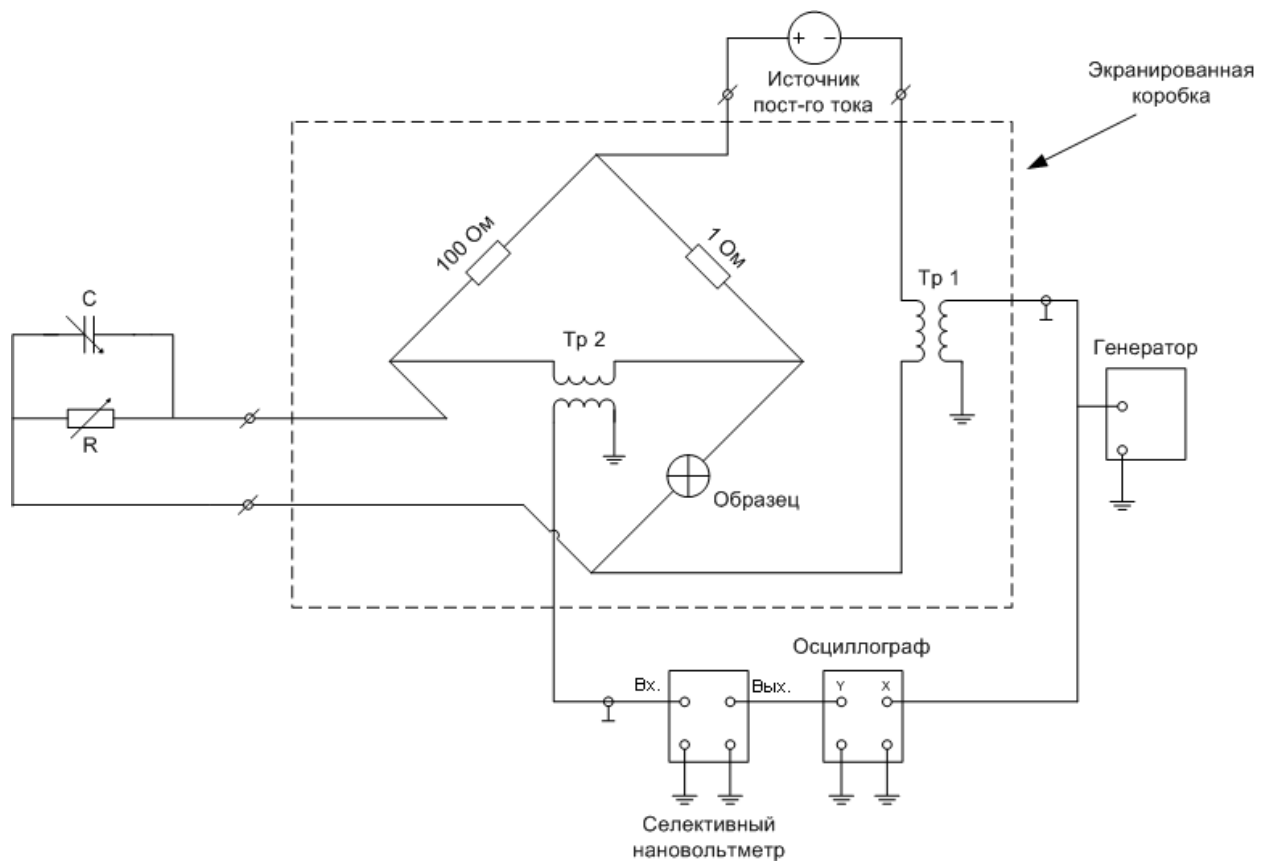 + −
Источник
пост-го тока
Экранированная
коробка
100 Ом
1 Ом
Тр 1
C
Тр 2
Генератор
R
Образец
Осциллограф
Вх.
Вых.
Y X
Селективный
нановольтметр